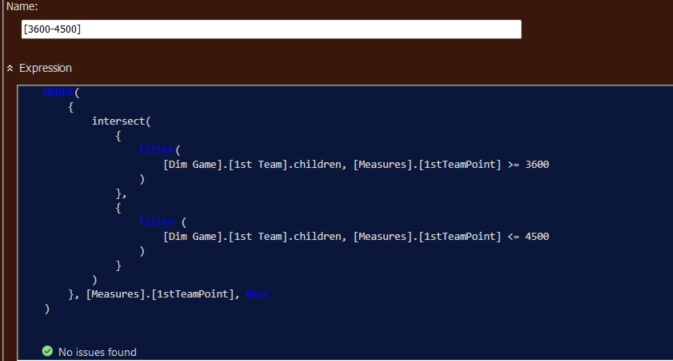 Name:
[3600-4500]
Expression
ORDER(
{
intersect(
{
filter(
[Dim Game].[1st Team].children, [Measures].[1stTeamPoint] >= 3600
)
},
{
filter (
[Dim Game].[1st Team].children, [Measures].[1stTeamPoint] <= 4500
)
}
)
}, [Measures].[1stTeamPoint], desc
)
No issues found